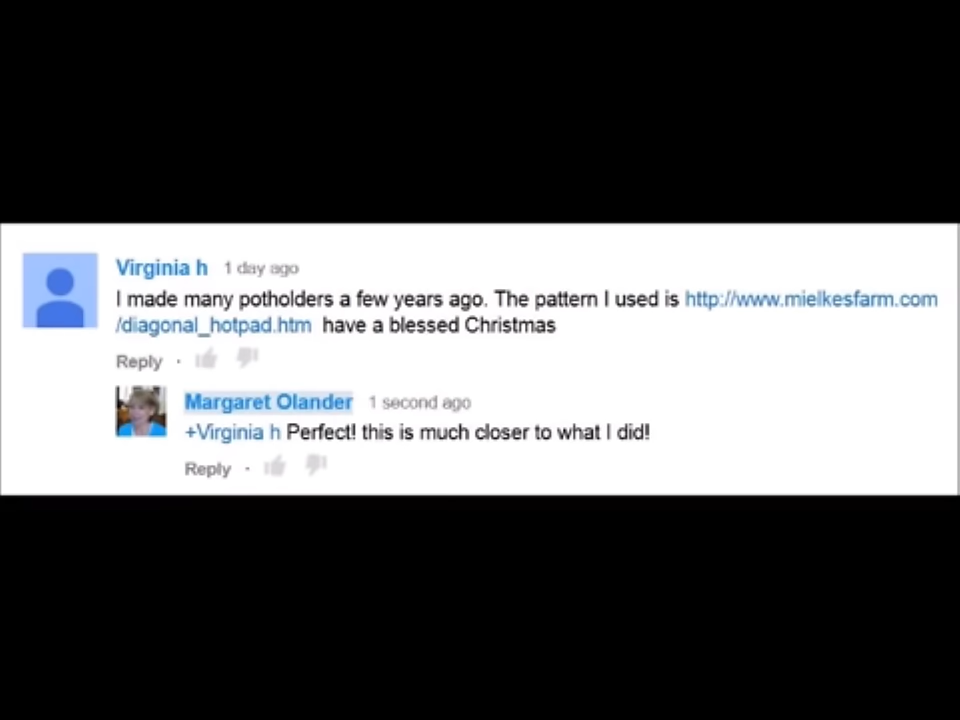 Virginia h 1 day ago
I made many potholders a few years ago. The pattern I used is http://www.mielkesfarm.com
/diagonal_hotpad.htm have a blessed Christmas
Reply ·
Margaret Olander 1 second ago
+Virginia h Perfect! this is much closer to what I did!
Reply ·